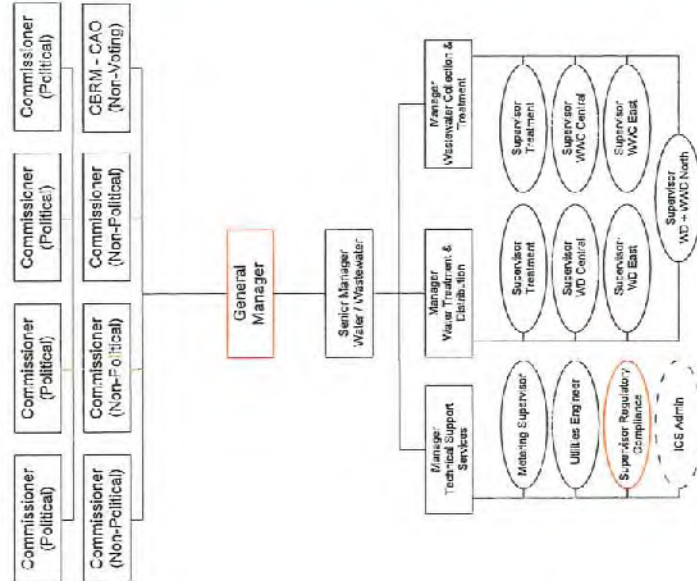 Commissioner
(Political)
Commissioner
(Political)
Commissioner
(Political)
Commissioner
(Political)
Commissioner
(Non-Political)
Commissioner
(Non-Political)
Commissioner
(Non-Political)
CBRM - CAO
(Non-Voting)
General
Manager
Senior Manager
Water / Wastewater
Manager
Technical Support
Services
Manager
Water Treatment &
Distribution
Manager
Wastewater Collection &
Treatment
Metering Supervisor
Utilities Engineer
Supervisor Regulatory
Compliance
ICS Admin
Supervisor
Treatment
Supervisor
WD Central
Supervisor
WD East
Supervisor
Treatment
Supervisor
WWC Central
Supervisor
WWC East
Supervisor
WD + WWC North